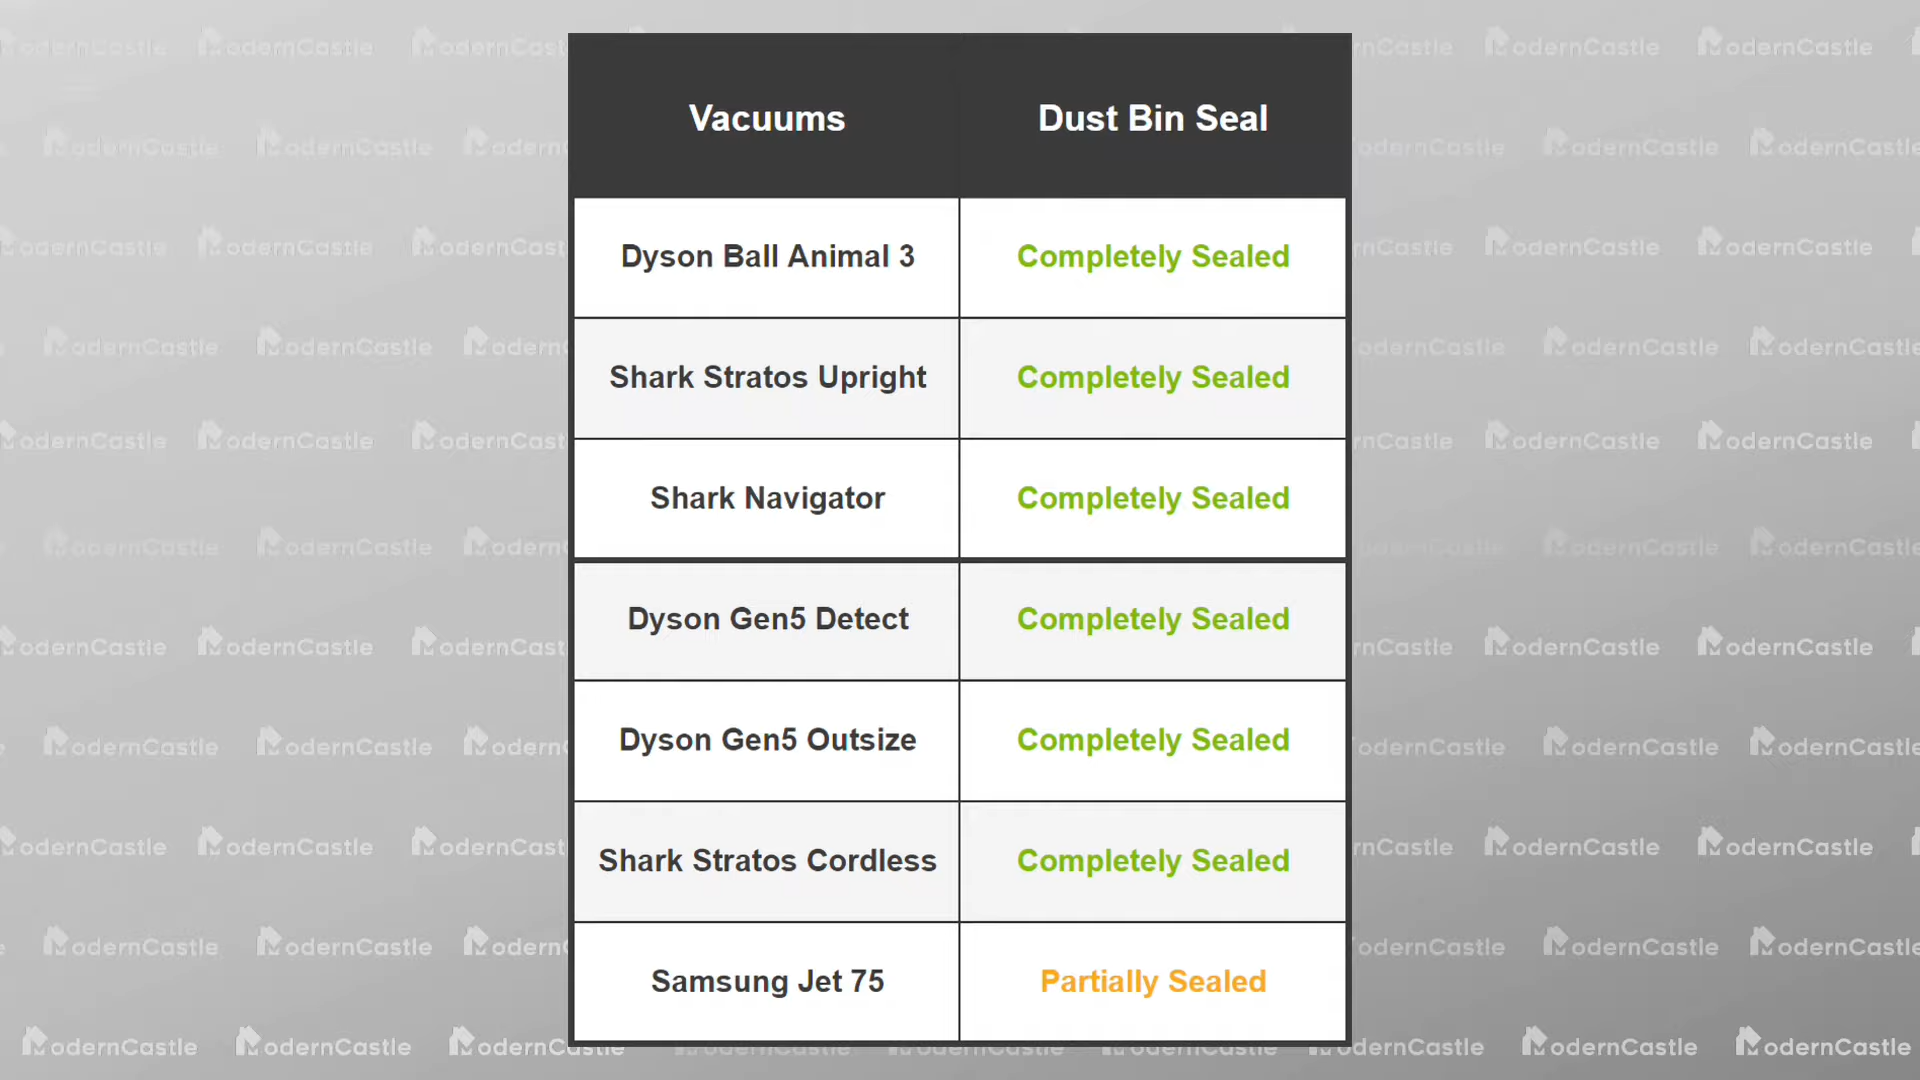 Vacuums Dust Bin Seal
Dyson Ball Animal 3 Completely Sealed
Shark Stratos Upright Completely Sealed
Shark Navigator Completely Sealed
Dyson Gen5 Detect Completely Sealed
Dyson Gen5 Outsize Completely Sealed
Shark Stratos Cordless Completely Sealed
Samsung Jet 75 Partially Sealed
ModernCastle